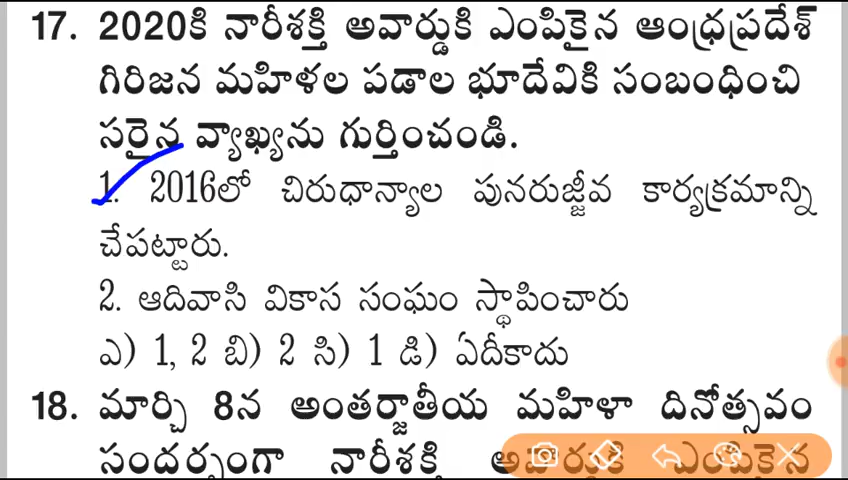 17. 2020కి నారీశక్తి అవార్డుకి ఎంపికైన ఆంధ్రప్రదేశ్
గిరిజన మహిళల పడాల భూదేవికి సంబంధించి
సరైన వ్యాఖ్యను గుర్తించండి.
1. 2016లో చిరుధాన్యాల పునరుజ్జీవ కార్యక్రమాన్ని
చేపట్టారు.
2. ఆదివాసి వికాస సంఘం స్థాపించారు
ఎ) 1, 2 బి) 2 సి) 1 డి) ఏదీకాదు
18. మార్చి 8న అంతర్జాతీయ మహిళా దినోత్సవం
సందర్భంగా నారీశక్తి అవార్డుకి ఎంపికైన